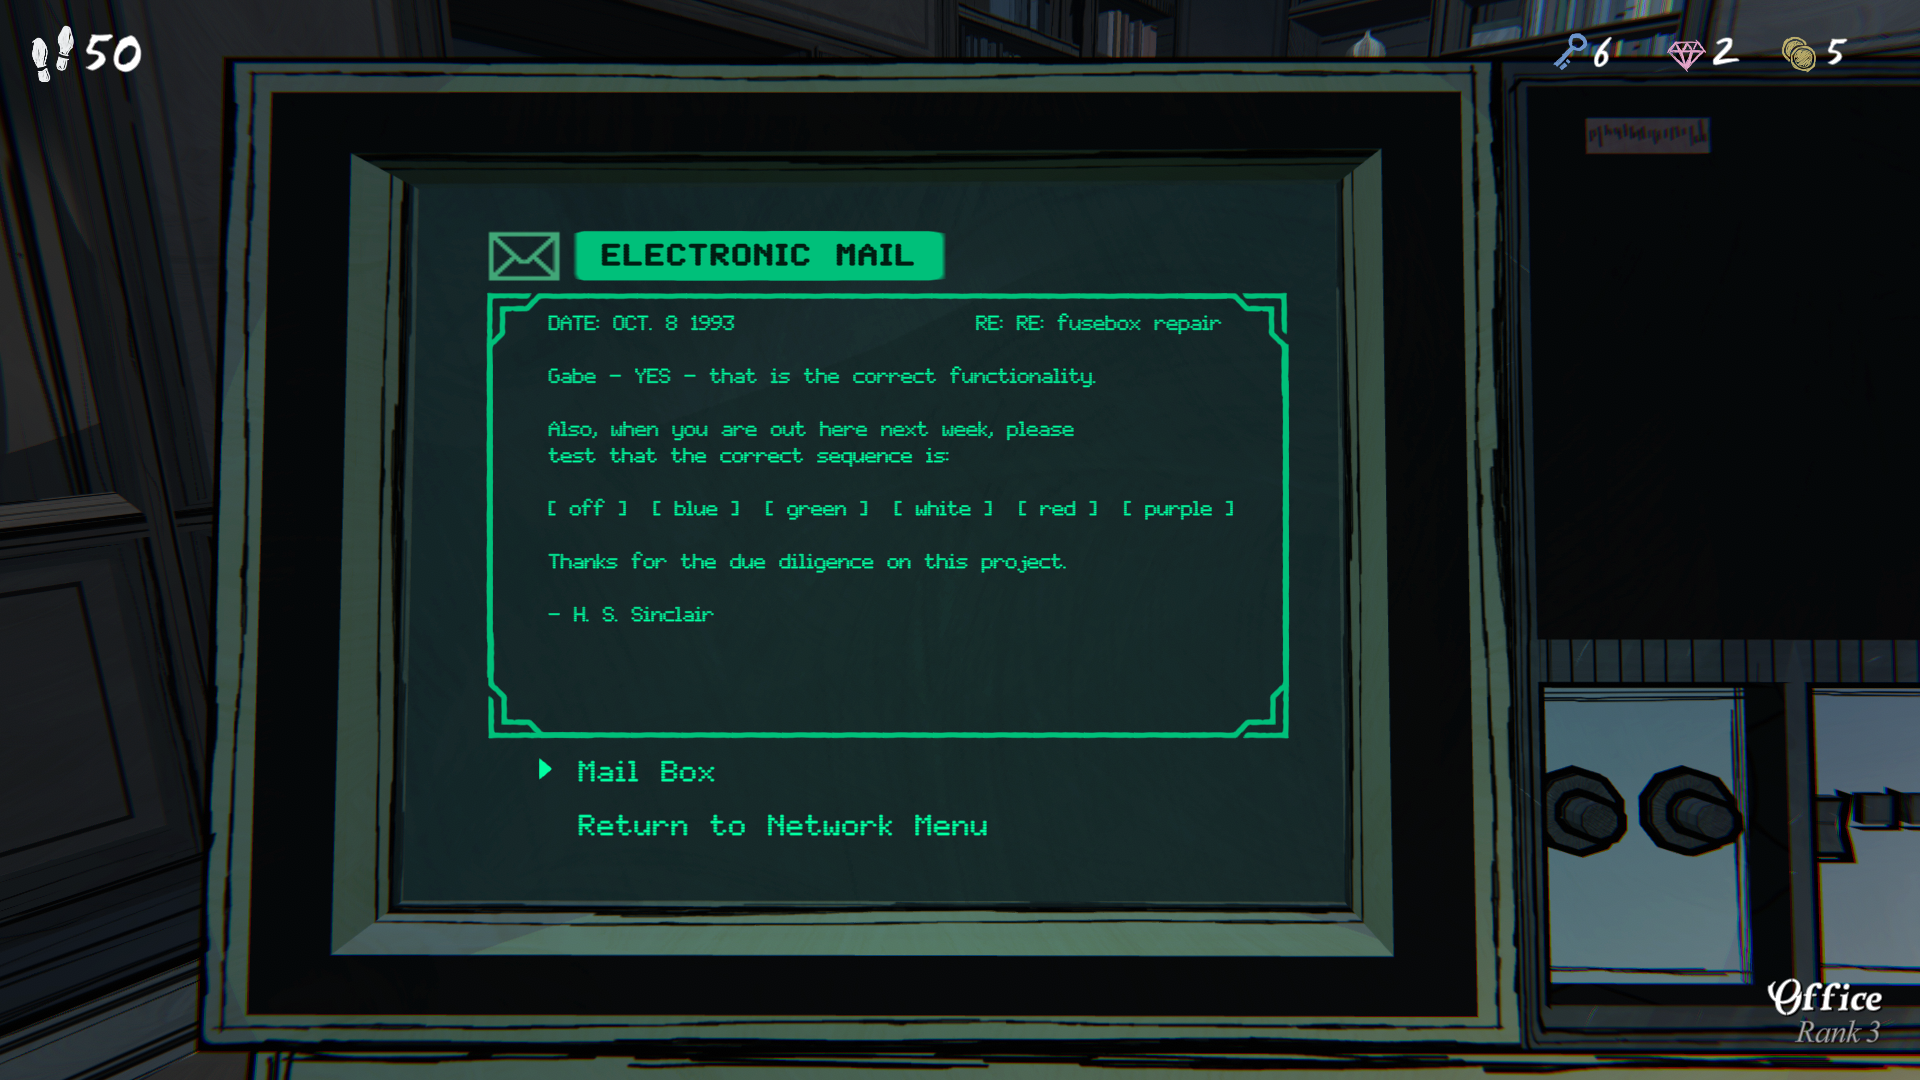 50
6 2 5
ELECTRONIC MAIL
DATE: OCT. 8 1993 RE: RE: fusebox repair
Gabe - YES - that is the correct functionality.
Also, when you are out here next week, please
test that the correct sequence is:
[ off ] [ blue ] [ green ] [ white ] [ red ] [ purple ]
Thanks for the due diligence on this project.
- H. S. Sinclair
Mail Box
Return to Network Menu
Office
Rank 3